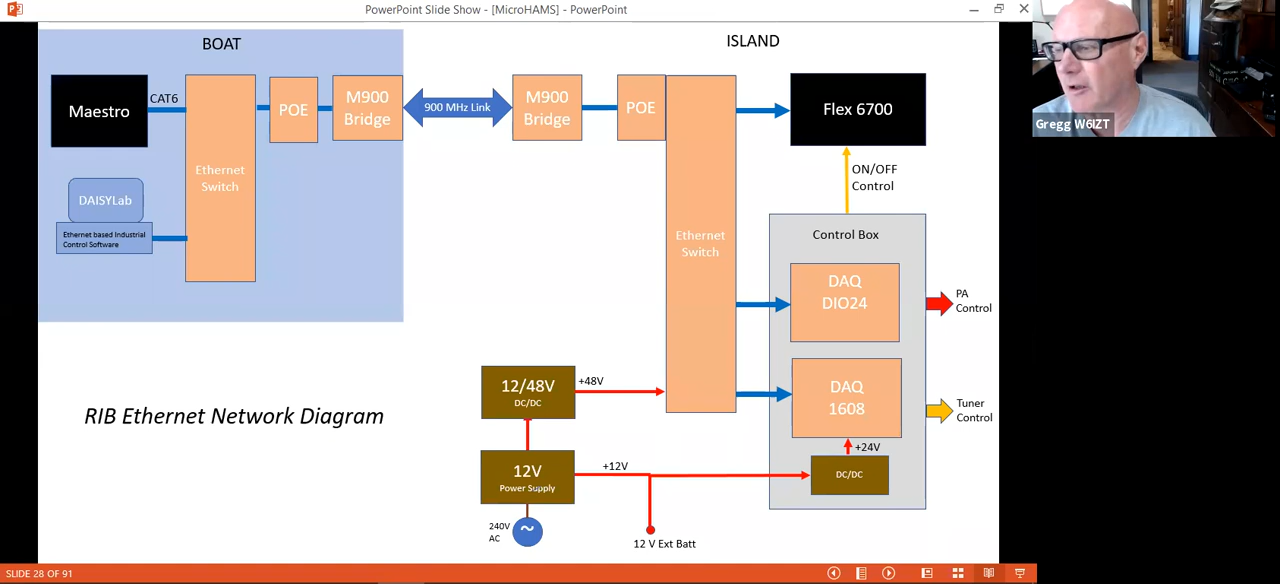 PowerPoint Slide Show - [MicroHAMS] - PowerPoint
BOAT
ISLAND
Maestro
CAT6
Ethernet
Switch
POE
M900
Bridge
900 MHz Link
M900
Bridge
POE
Ethernet
Switch
Flex 6700
Gregg W6IZT
DAISYLab
Ethernet based Industrial
Control Software
ON/OFF
Control
Control Box
DAQ
DIO24
PA
Control
DAQ
1608
Tuner
Control
+24V
DC/DC
12/48V
DC/DC
+48V
RIB Ethernet Network Diagram
12V
Power Supply
+12V
240V
AC
~
12 V Ext Batt
SLIDE 28 OF 91